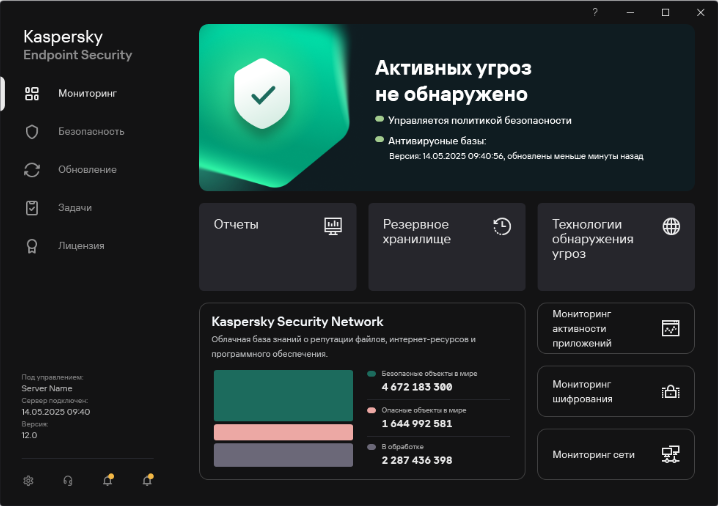 ?
Kaspersky
Endpoint Security
Мониторинг
Безопасность
Обновление
Задачи
Лицензия
Под управлением:
Server Name
Сервер подключен:
14.05.2025 09:40
Версия:
12.0
Активных угроз
не обнаружено
Управляется политикой безопасности
Антивирусные базы:
Версия: 14.05.2025 09:40:56, обновлены меньше минуты назад
Отчеты
Резервное
хранилище
Технологии
обнаружения
угроз
Kaspersky Security Network
Облачная база знаний о репутации файлов, интернет-ресурсов и
программного обеспечения.
Безопасные объекты в мире
4 672 183 300
Опасные объекты в мире
1 644 992 581
В обработке
2 287 436 398
Мониторинг
активности
приложений
Мониторинг
шифрования
Мониторинг сети